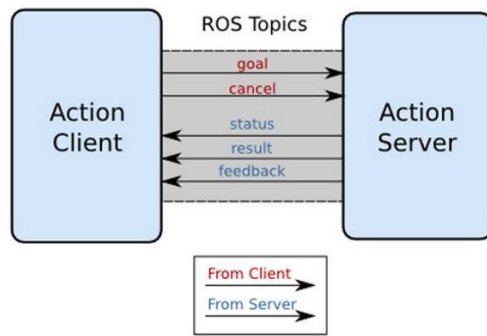 ROS Topics
Action
Client
goal
cancel
status
result
feedback
Action
Server
From Client
From Server